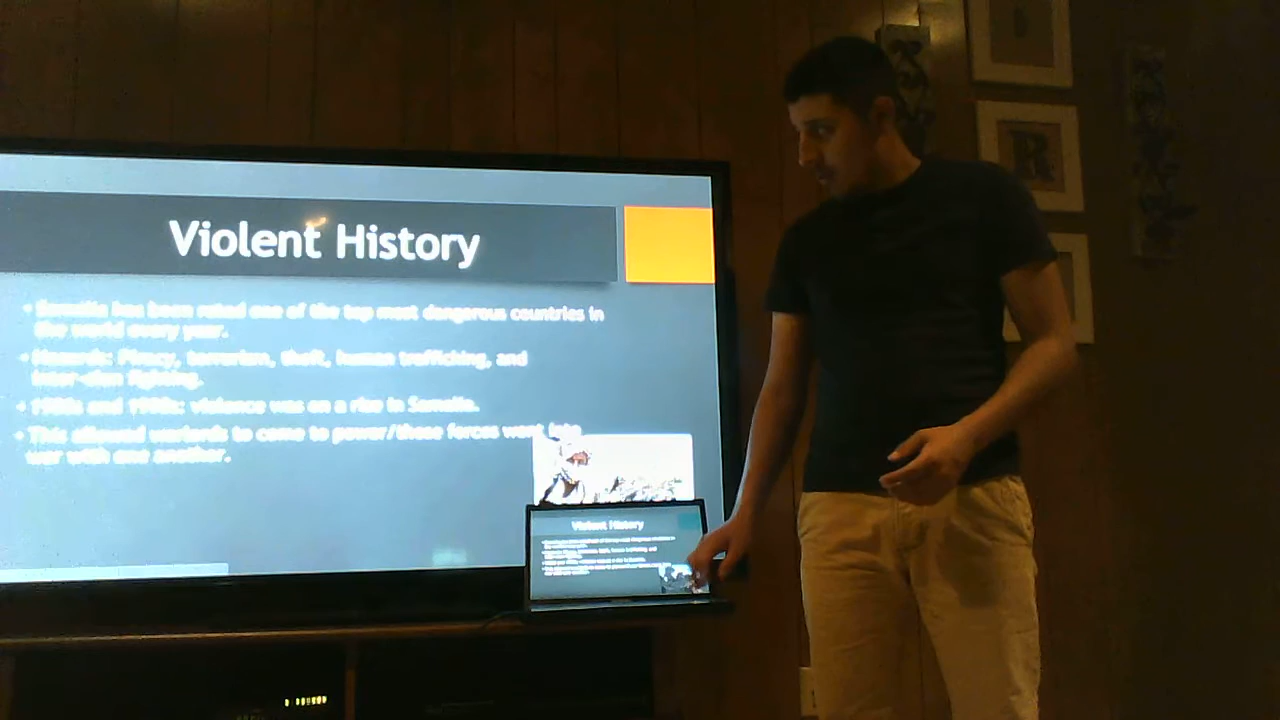 Violent History
• Somalia has been rated one of the top most dangerous countries in
the world every year.
• Hazards: Piracy, terrorism, theft, human trafficking, and
inter-clan fighting.
• 1980s and 1990s: violence was on a rise in Somalia.
• This allowed warlords to come to power/these forces went into
war with one another.
Violent History
R